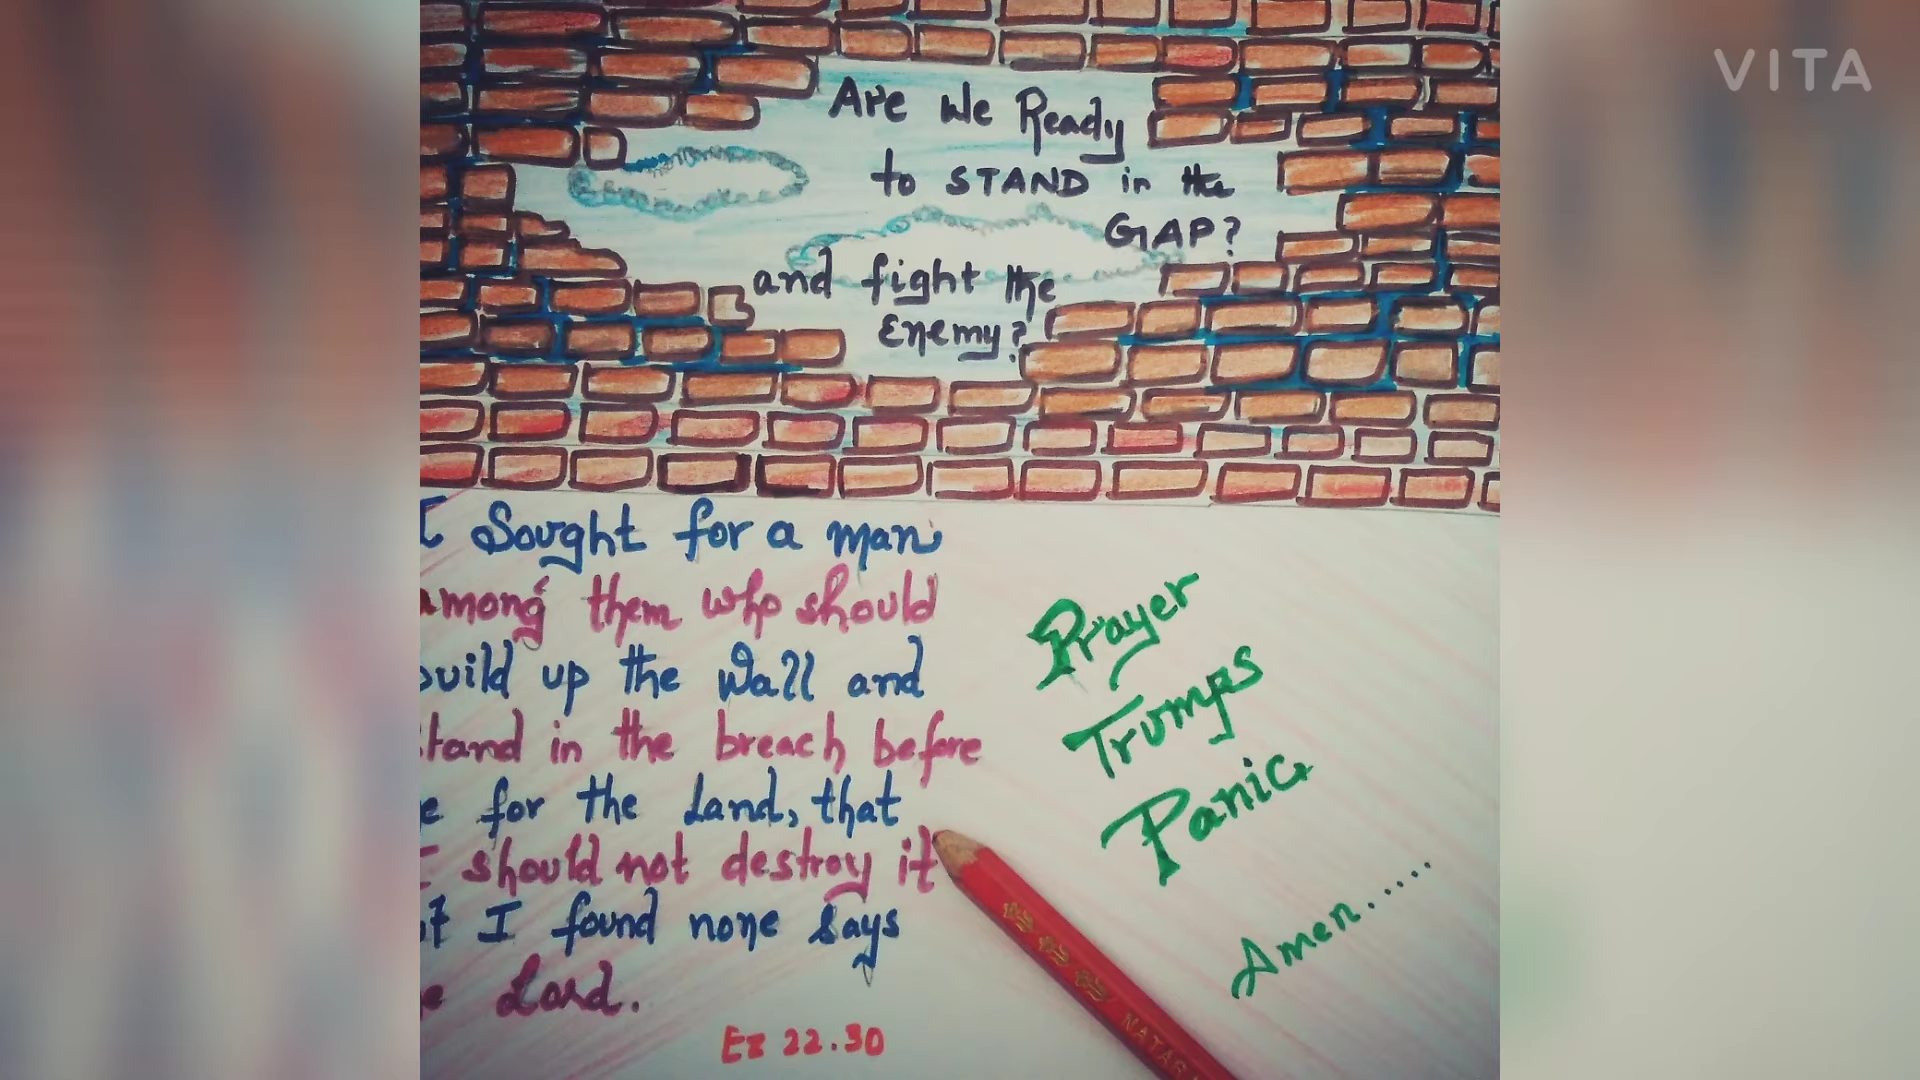 VITA
Are We Ready
to STAND in the
GAP?
and fight the
Enemy?
I Sought for a man
among them who should
build up the Wall and
stand in the breach before
e for the Land, that
I should not destroy it
ut I found none Says
e Lord.
Ez 22.30
Prayer
Trumps
Panic
Amen.....
NATAR